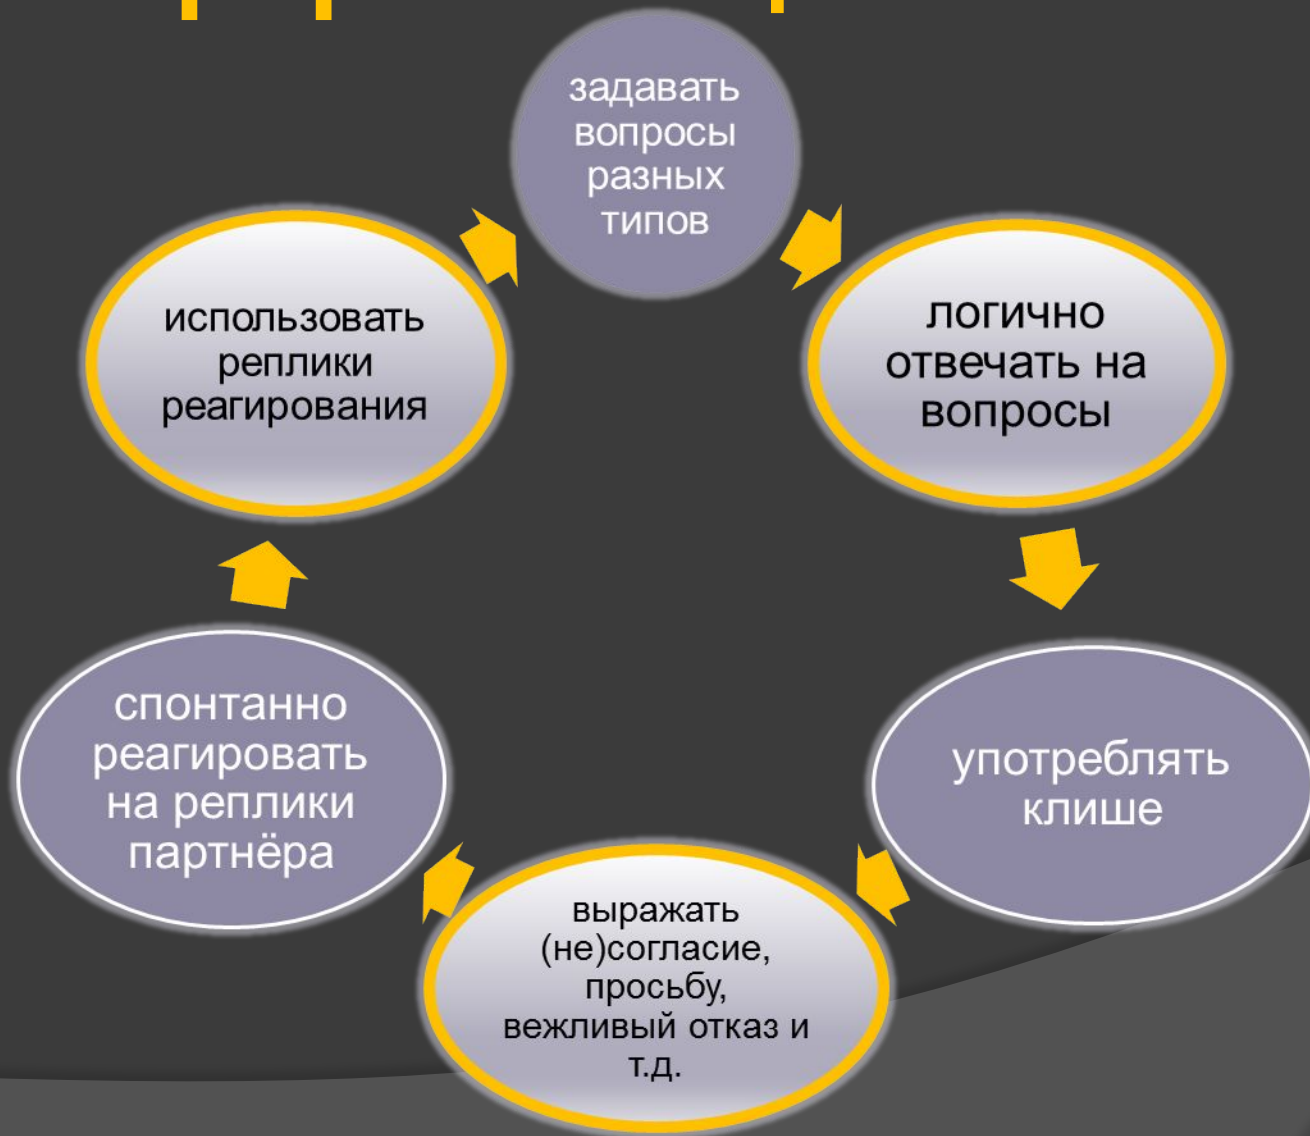 задавать
вопросы
разных
типов
логично
отвечать на
вопросы
употреблять
клише
выражать
(не)согласие,
просьбу,
вежливый отказ и
т.д.
спонтанно
реагировать
на реплики
партнёра
использовать
реплики
реагирования